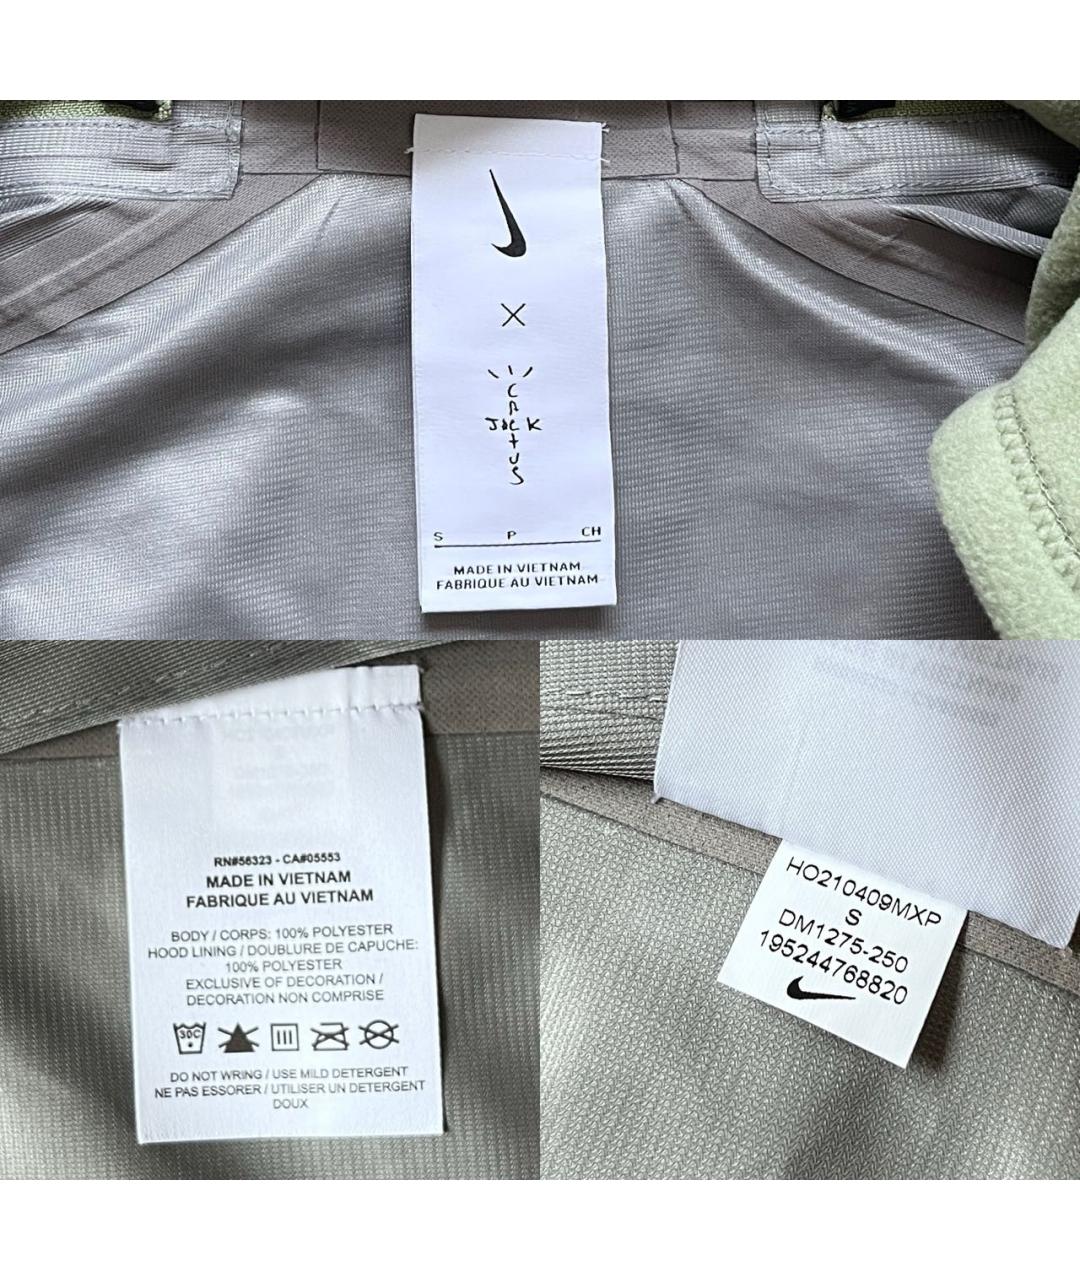 ×
CACTUS
JACK
S P CH
MADE IN VIETNAM
FABRIQUE AU VIETNAM
RN#56323 - CA#05553
MADE IN VIETNAM
FABRIQUE AU VIETNAM
BODY / CORPS: 100% POLYESTER
HOOD LINING / DOUBLURE DE CAPUCHE:
100% POLYESTER
EXCLUSIVE OF DECORATION /
DECORATION NON COMPRISE
30C
DO NOT WRING / USE MILD DETERGENT
NE PAS ESSORER / UTILISER UN DETERGENT
DOUX
HO210409MXP
S
DM1275-250
195244768820